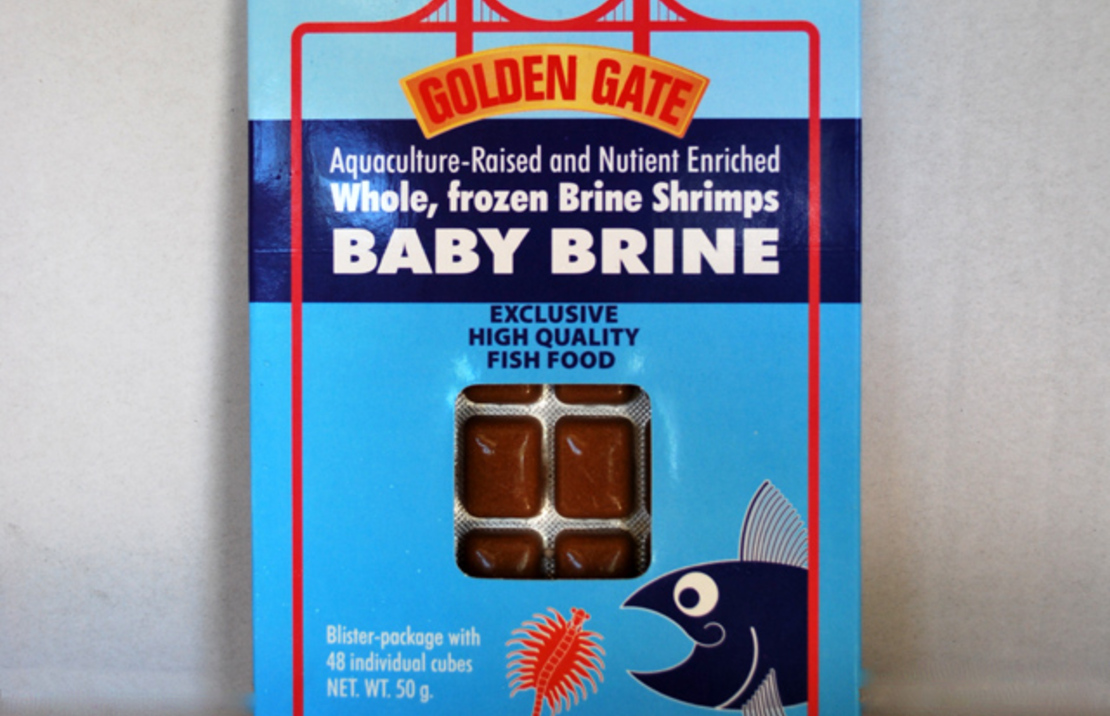 GOLDEN GATE
Aquaculture-Raised and Nutient Enriched
Whole, frozen Brine Shrimps
BABY BRINE
EXCLUSIVE
HIGH QUALITY
FISH FOOD
Blister-package with
48 individual cubes
NET. WT. 50 g.